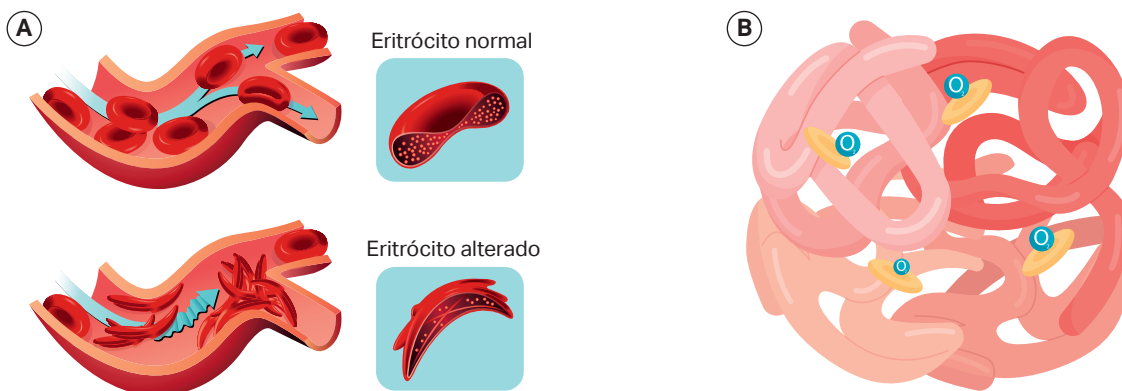 A
Eritrócito normal
Eritrócito alterado
B
O₂
O₂
O₂
O₂